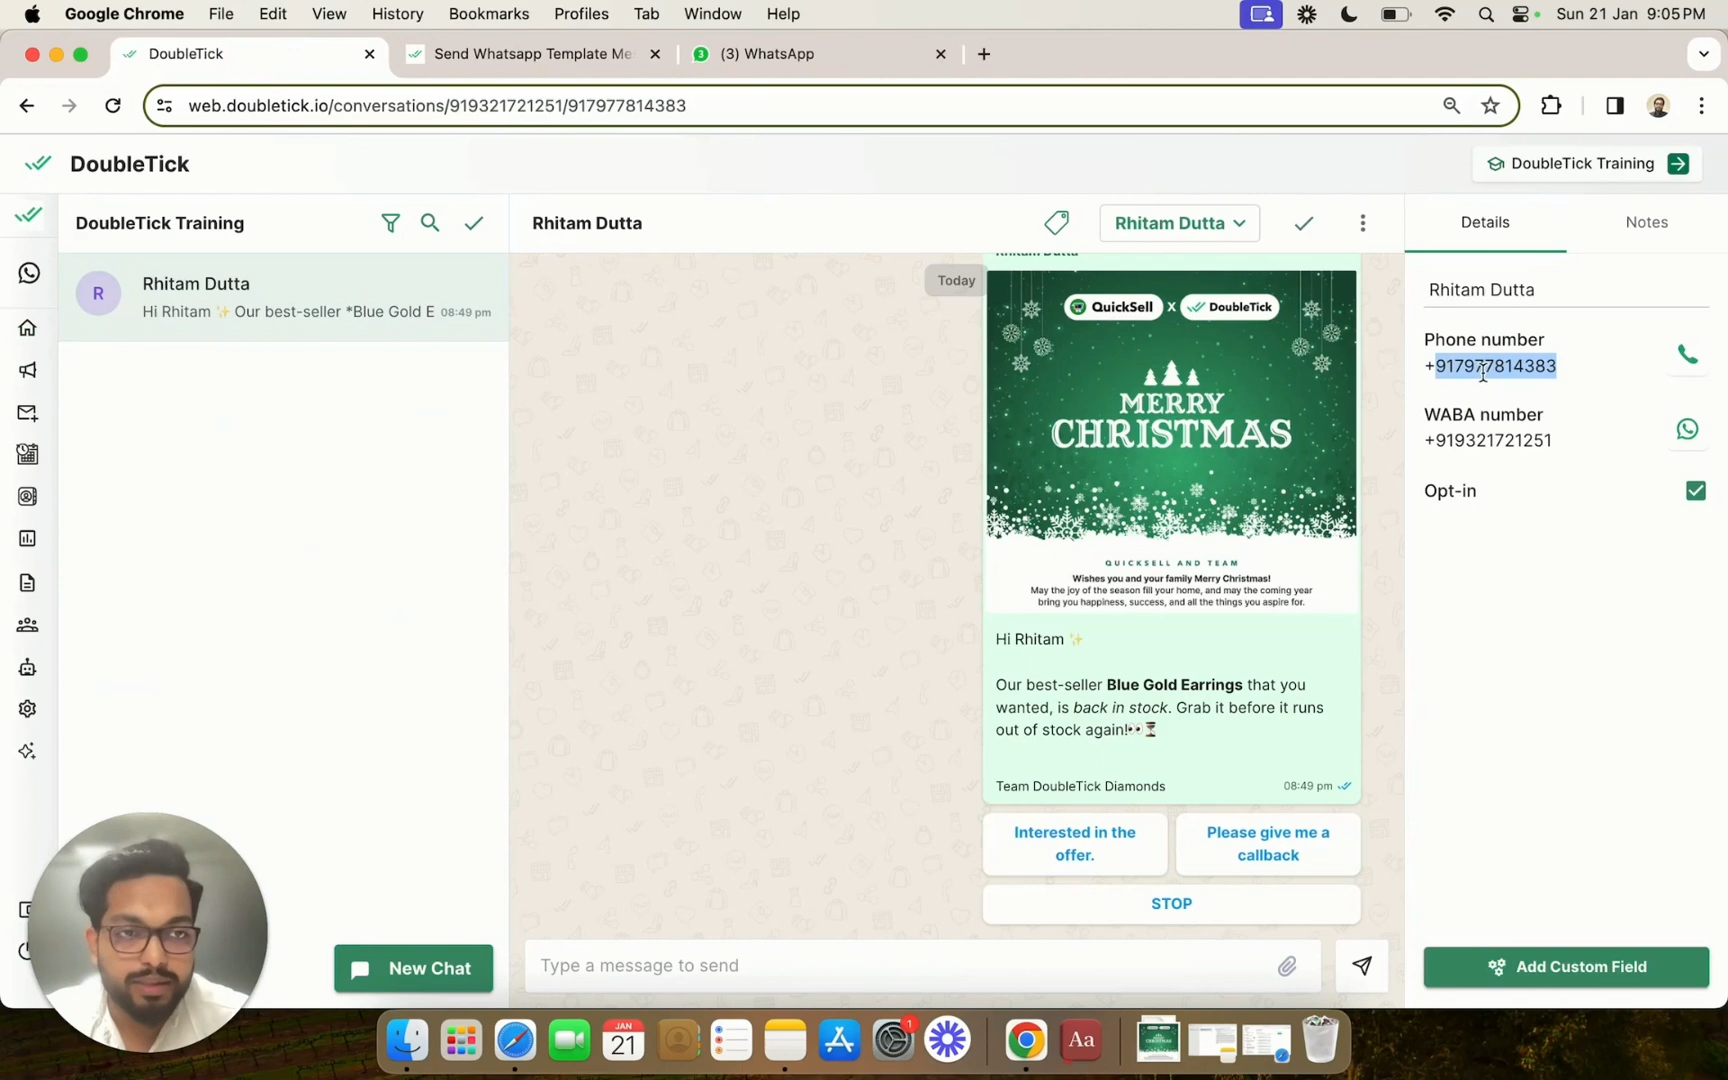 Google Chrome File Edit View History Bookmarks Profiles Tab Window Help Sun 21 Jan 9:05 PM
DoubleTick Send Whatsapp Template Me 3 (3) WhatsApp
web.doubletick.io/conversations/919321721251/917977814383
DoubleTick
DoubleTick Training
DoubleTick Training
R
Rhitam Dutta
Hi Rhitam ✨ Our best-seller *Blue Gold E 08:49 pm
New Chat
Rhitam Dutta
Rhitam Dutta
Today
QuickSell X DoubleTick
MERRY
CHRISTMAS
QUICKSELL AND TEAM
Wishes you and your family Merry Christmas!
May the joy of the season fill your home, and may the coming year
bring you happiness, success, and all the things you aspire for.
Hi Rhitam ✨
Our best-seller Blue Gold Earrings that you
wanted, is back in stock. Grab it before it runs
out of stock again!👀⏳
Team DoubleTick Diamonds 08:49 pm
Interested in the
offer.
Please give me a
callback
STOP
Type a message to send
Details Notes
Rhitam Dutta
Phone number
+917977814383
WABA number
+919321721251
Opt-in
Add Custom Field
JAN
21
1
Aa